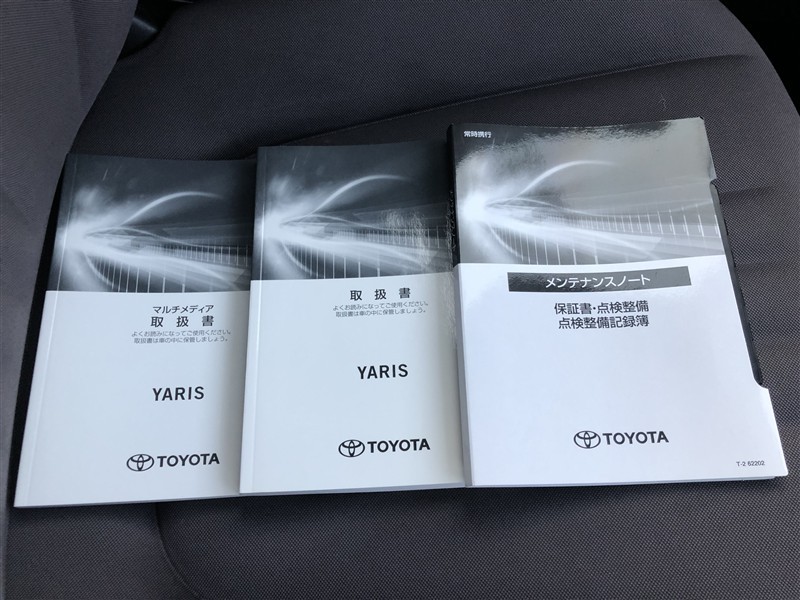 マルチメディア
取扱書
よくお読みになってご使用ください。
取扱書は車の中に保管しましょう。
YARIS
TOYOTA
取扱書
よくお読みになってご使用ください。
取扱書は車の中に保管しましょう。
YARIS
TOYOTA
常時携行
メンテナンスノート
保証書・点検整備
点検整備記録簿
TOYOTA
T-2 62202